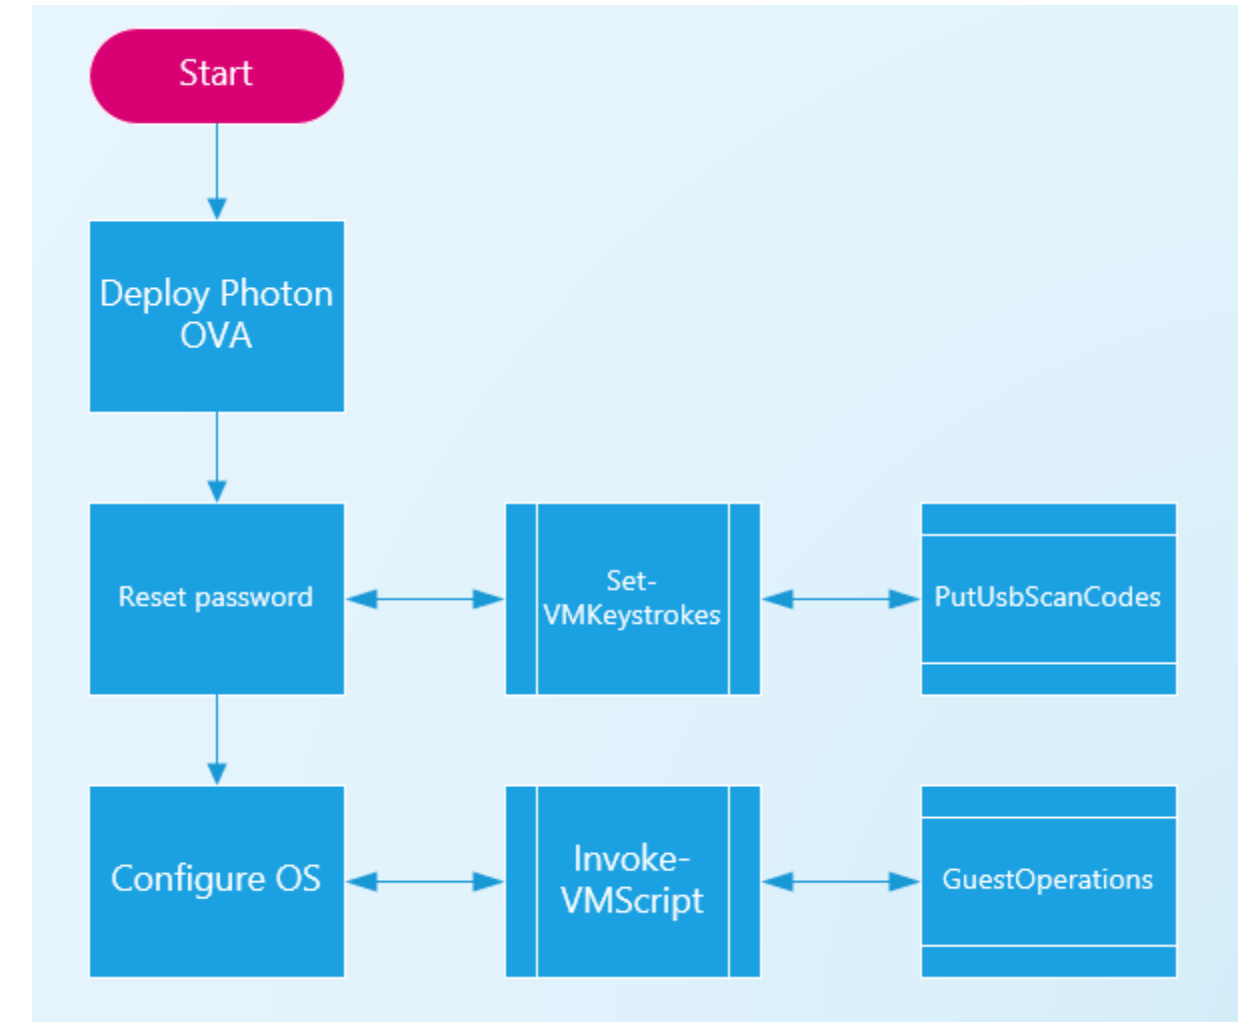 Start
Deploy Photon
OVA
Reset password
Set-
VMKeystrokes
PutUsbScanCodes
Configure OS
Invoke-
VMScript
GuestOperations